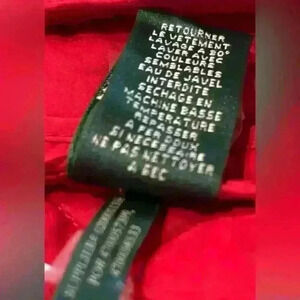 RETOURNER
LE VETEMENT
LAVAGE A 30°
LAVER AVEC
COULEURS
SEMBLABLES
EAU DE JAVEL
INTERDITE
SECHAGE EN
MACHINE BASSE
TEMPERATURE
REPASSER
A FER DOUX
SI NECESSAIRE
NE PAS NETTOYER
A SEC